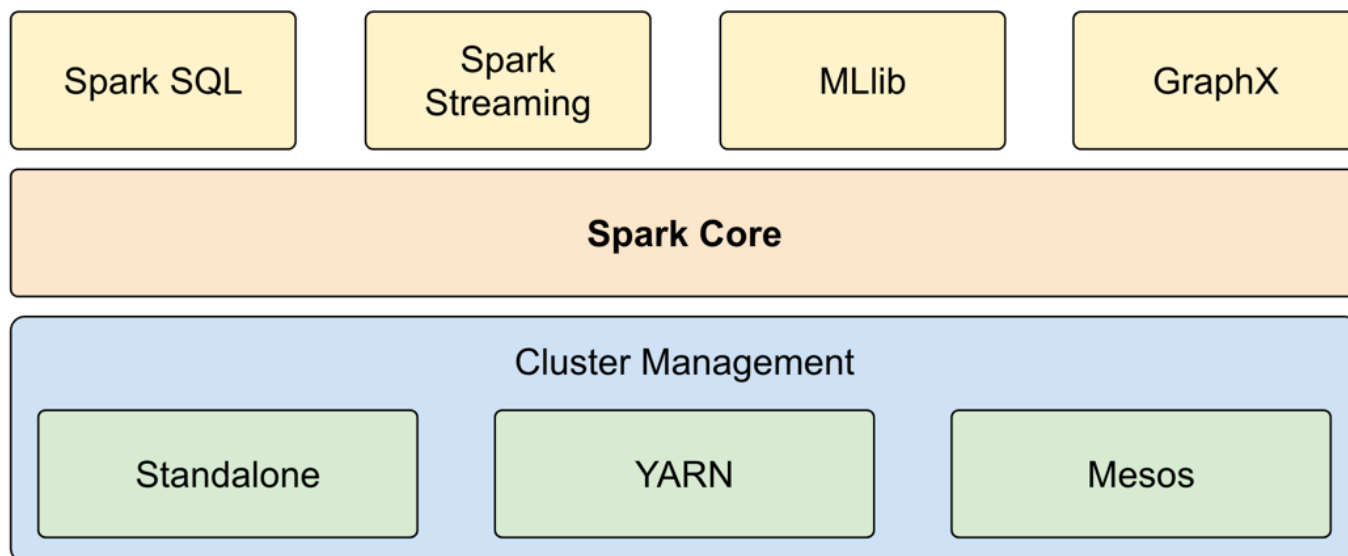 Spark SQL
Spark
Streaming
MLlib
GraphX
Spark Core
Cluster Management
Standalone
YARN
Mesos